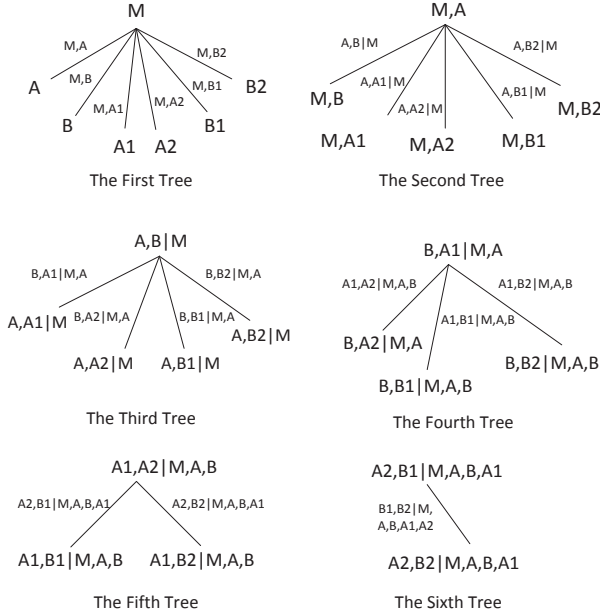 M
M,A
M,B2
M,B
M,B1
M,A1
M,A2
A
B
A1
A2
B1
B2
The First Tree
M,A
A,B|M
A,B2|M
A,A1|M
A,B1|M
A,A2|M
M,B
M,A1
M,A2
M,B1
M,B2
The Second Tree
A,B|M
B,A1|M,A
B,B2|M,A
B,A2|M,A
B,B1|M,A
A,A1|M
A,A2|M
A,B1|M
A,B2|M
The Third Tree
B,A1|M,A
A1,A2|M,A,B
A1,B2|M,A,B
A1,B1|M,A,B
B,A2|M,A
B,B1|M,A,B
B,B2|M,A,B
The Fourth Tree
A1,A2|M,A,B
A2,B1|M,A,B,A1
A2,B2|M,A,B,A1
A1,B1|M,A,B
A1,B2|M,A,B
The Fifth Tree
A2,B1|M,A,B,A1
B1,B2|M,
A,B,A1,A2
A2,B2|M,A,B,A1
The Sixth Tree